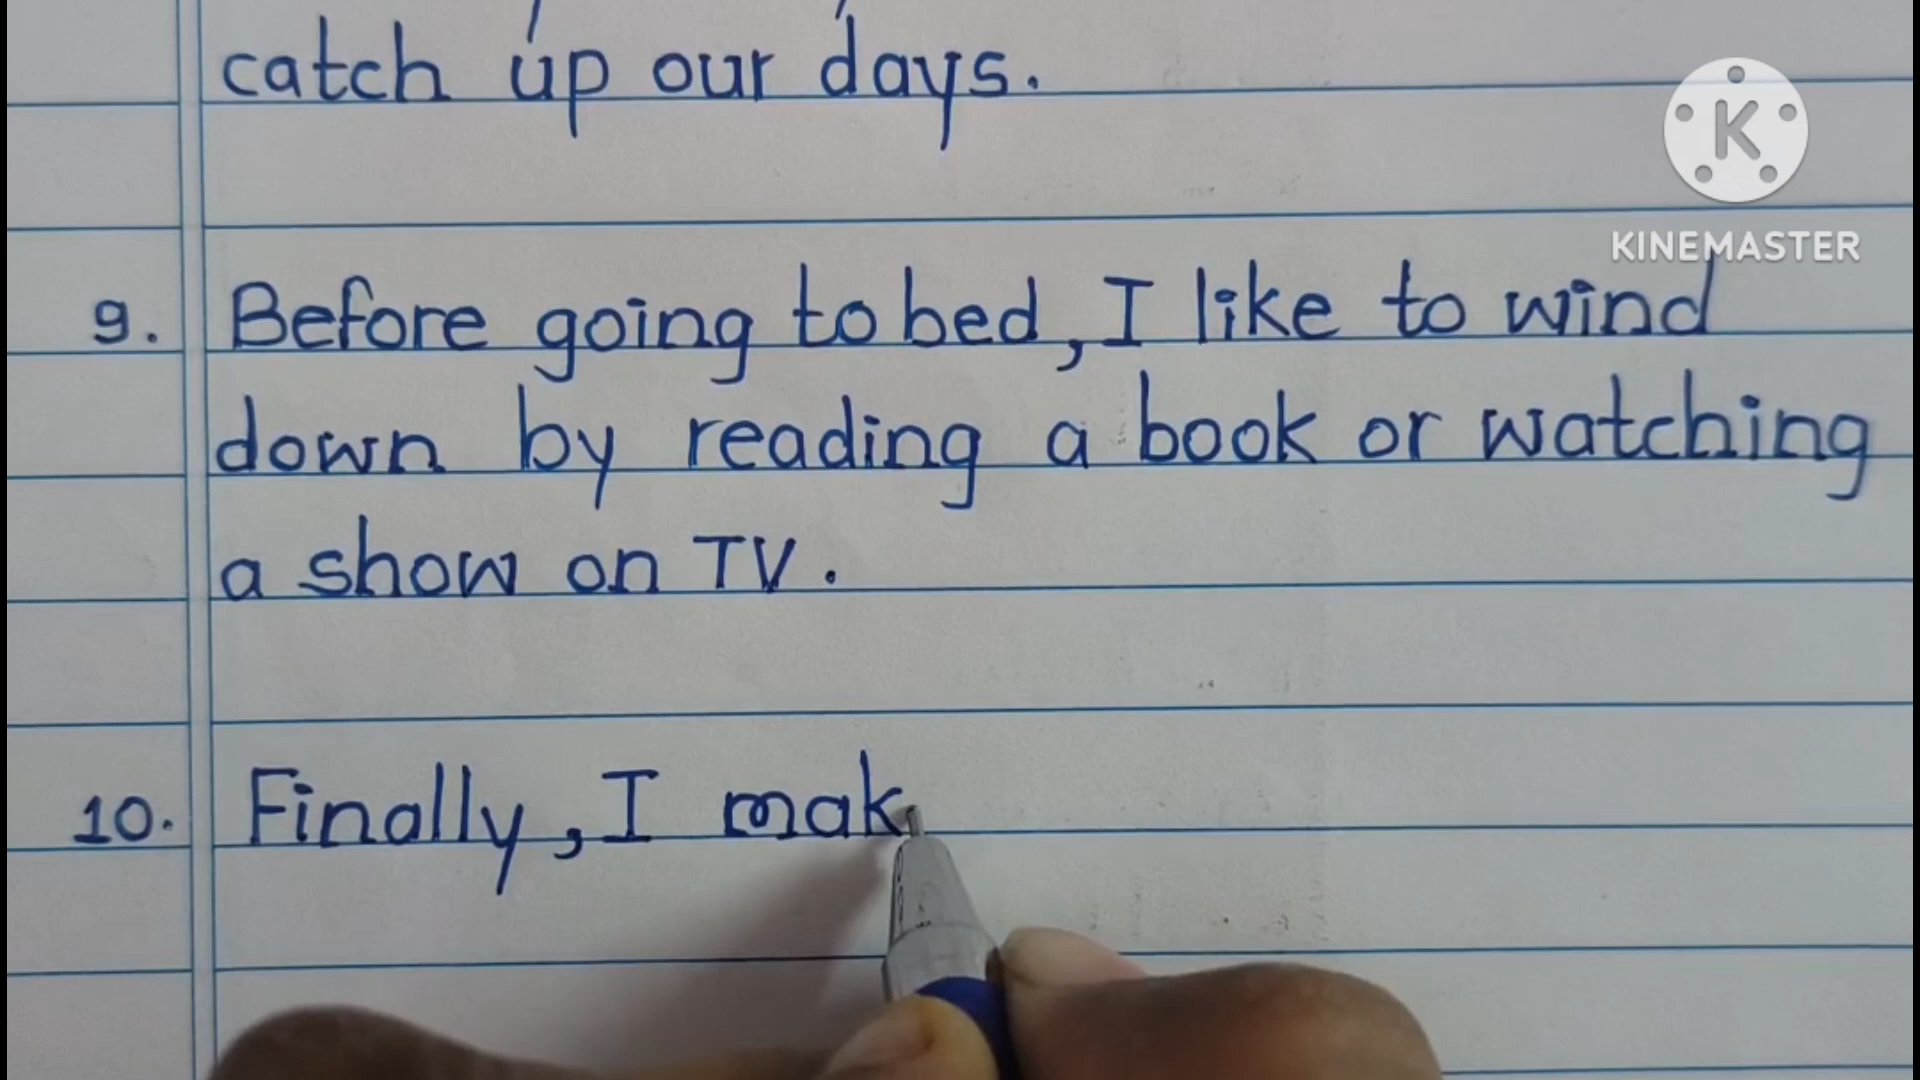 catch up our days.
KINEMASTER
9. Before going to bed, I like to wind
down by reading a book or watching
a show on TV.
10. Finally, I mak